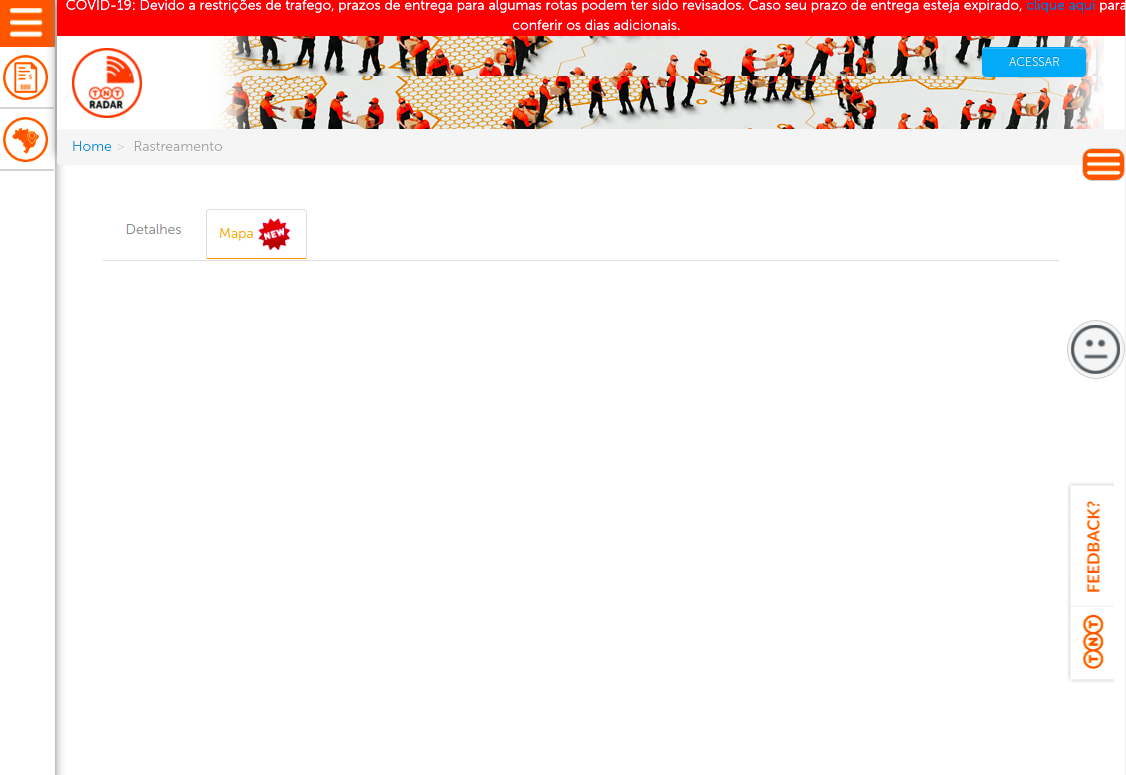 COVID-19: Devido a restrições de trafego, prazos de entrega para algumas rotas podem ter sido revisados. Caso seu prazo de entrega esteja expirado, clique aqui para
conferir os dias adicionais.
ACESSAR
TNT
RADAR
Home > Rastreamento
Detalhes
Mapa NEW
FEEDBACK?
TNT